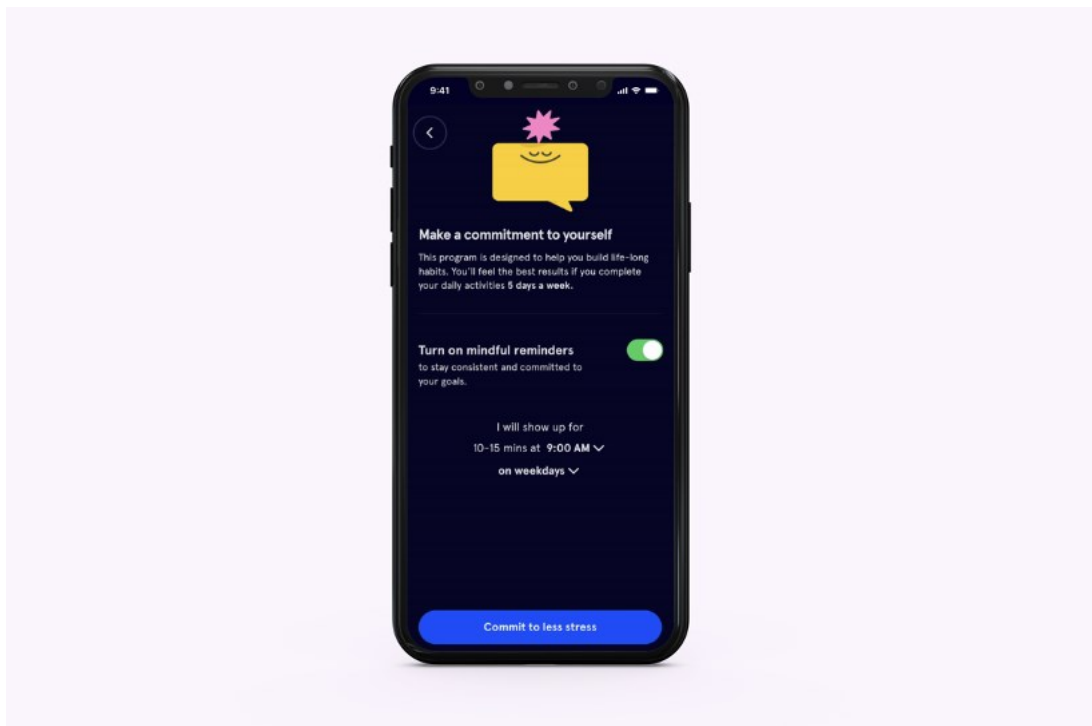 9:41
Make a commitment to yourself
This program is designed to help you build life-long
habits. You'll feel the best results if you complete
your daily activities 5 days a week.
Turn on mindful reminders
to stay consistent and committed to
your goals.
I will show up for
10-15 mins at 9:00 AM
on weekdays
Commit to less stress